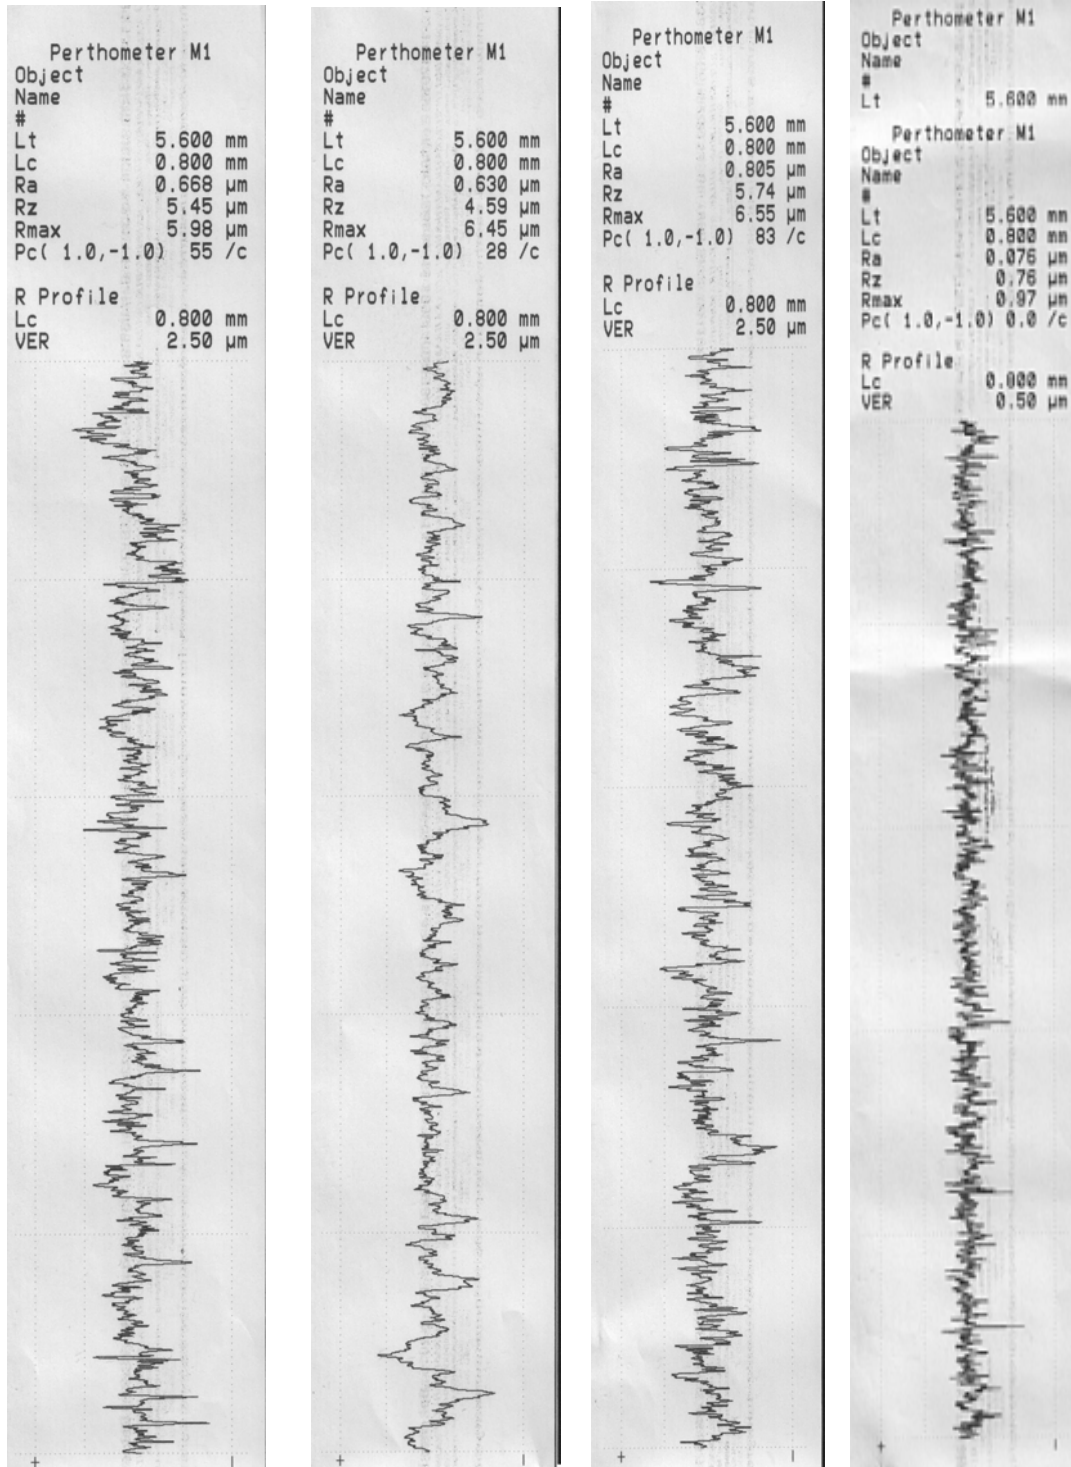 Perthometer M1
Object
Name
#
Lt 5.600 mm
Lc 0.800 mm
Ra 0.668 µm
Rz 5.45 µm
Rmax 5.98 µm
Pc( 1.0,-1.0) 55 /c
R Profile
Lc 0.800 mm
VER 2.50 µm
+
Perthometer M1
Object
Name
#
Lt 5.600 mm
Lc 0.800 mm
Ra 0.630 µm
Rz 4.59 µm
Rmax 6.45 µm
Pc( 1.0,-1.0) 28 /c
R Profile
Lc 0.800 mm
VER 2.50 µm
+
Perthometer M1
Object
Name
#
Lt 5.600 mm
Lc 0.800 mm
Ra 0.805 µm
Rz 5.74 µm
Rmax 6.55 µm
Pc( 1.0,-1.0) 83 /c
R Profile
Lc 0.800 mm
VER 2.50 µm
+
Perthometer M1
Object
Name
#
Lt 5.600 mm
Perthometer M1
Object
Name
#
Lt 5.600 mm
Lc 0.800 mm
Ra 0.076 µm
Rz 0.76 µm
Rmax 0.97 µm
Pc( 1.0,-1.0) 0.0 /c
R Profile
Lc 0.800 mm
VER 0.50 µm
+